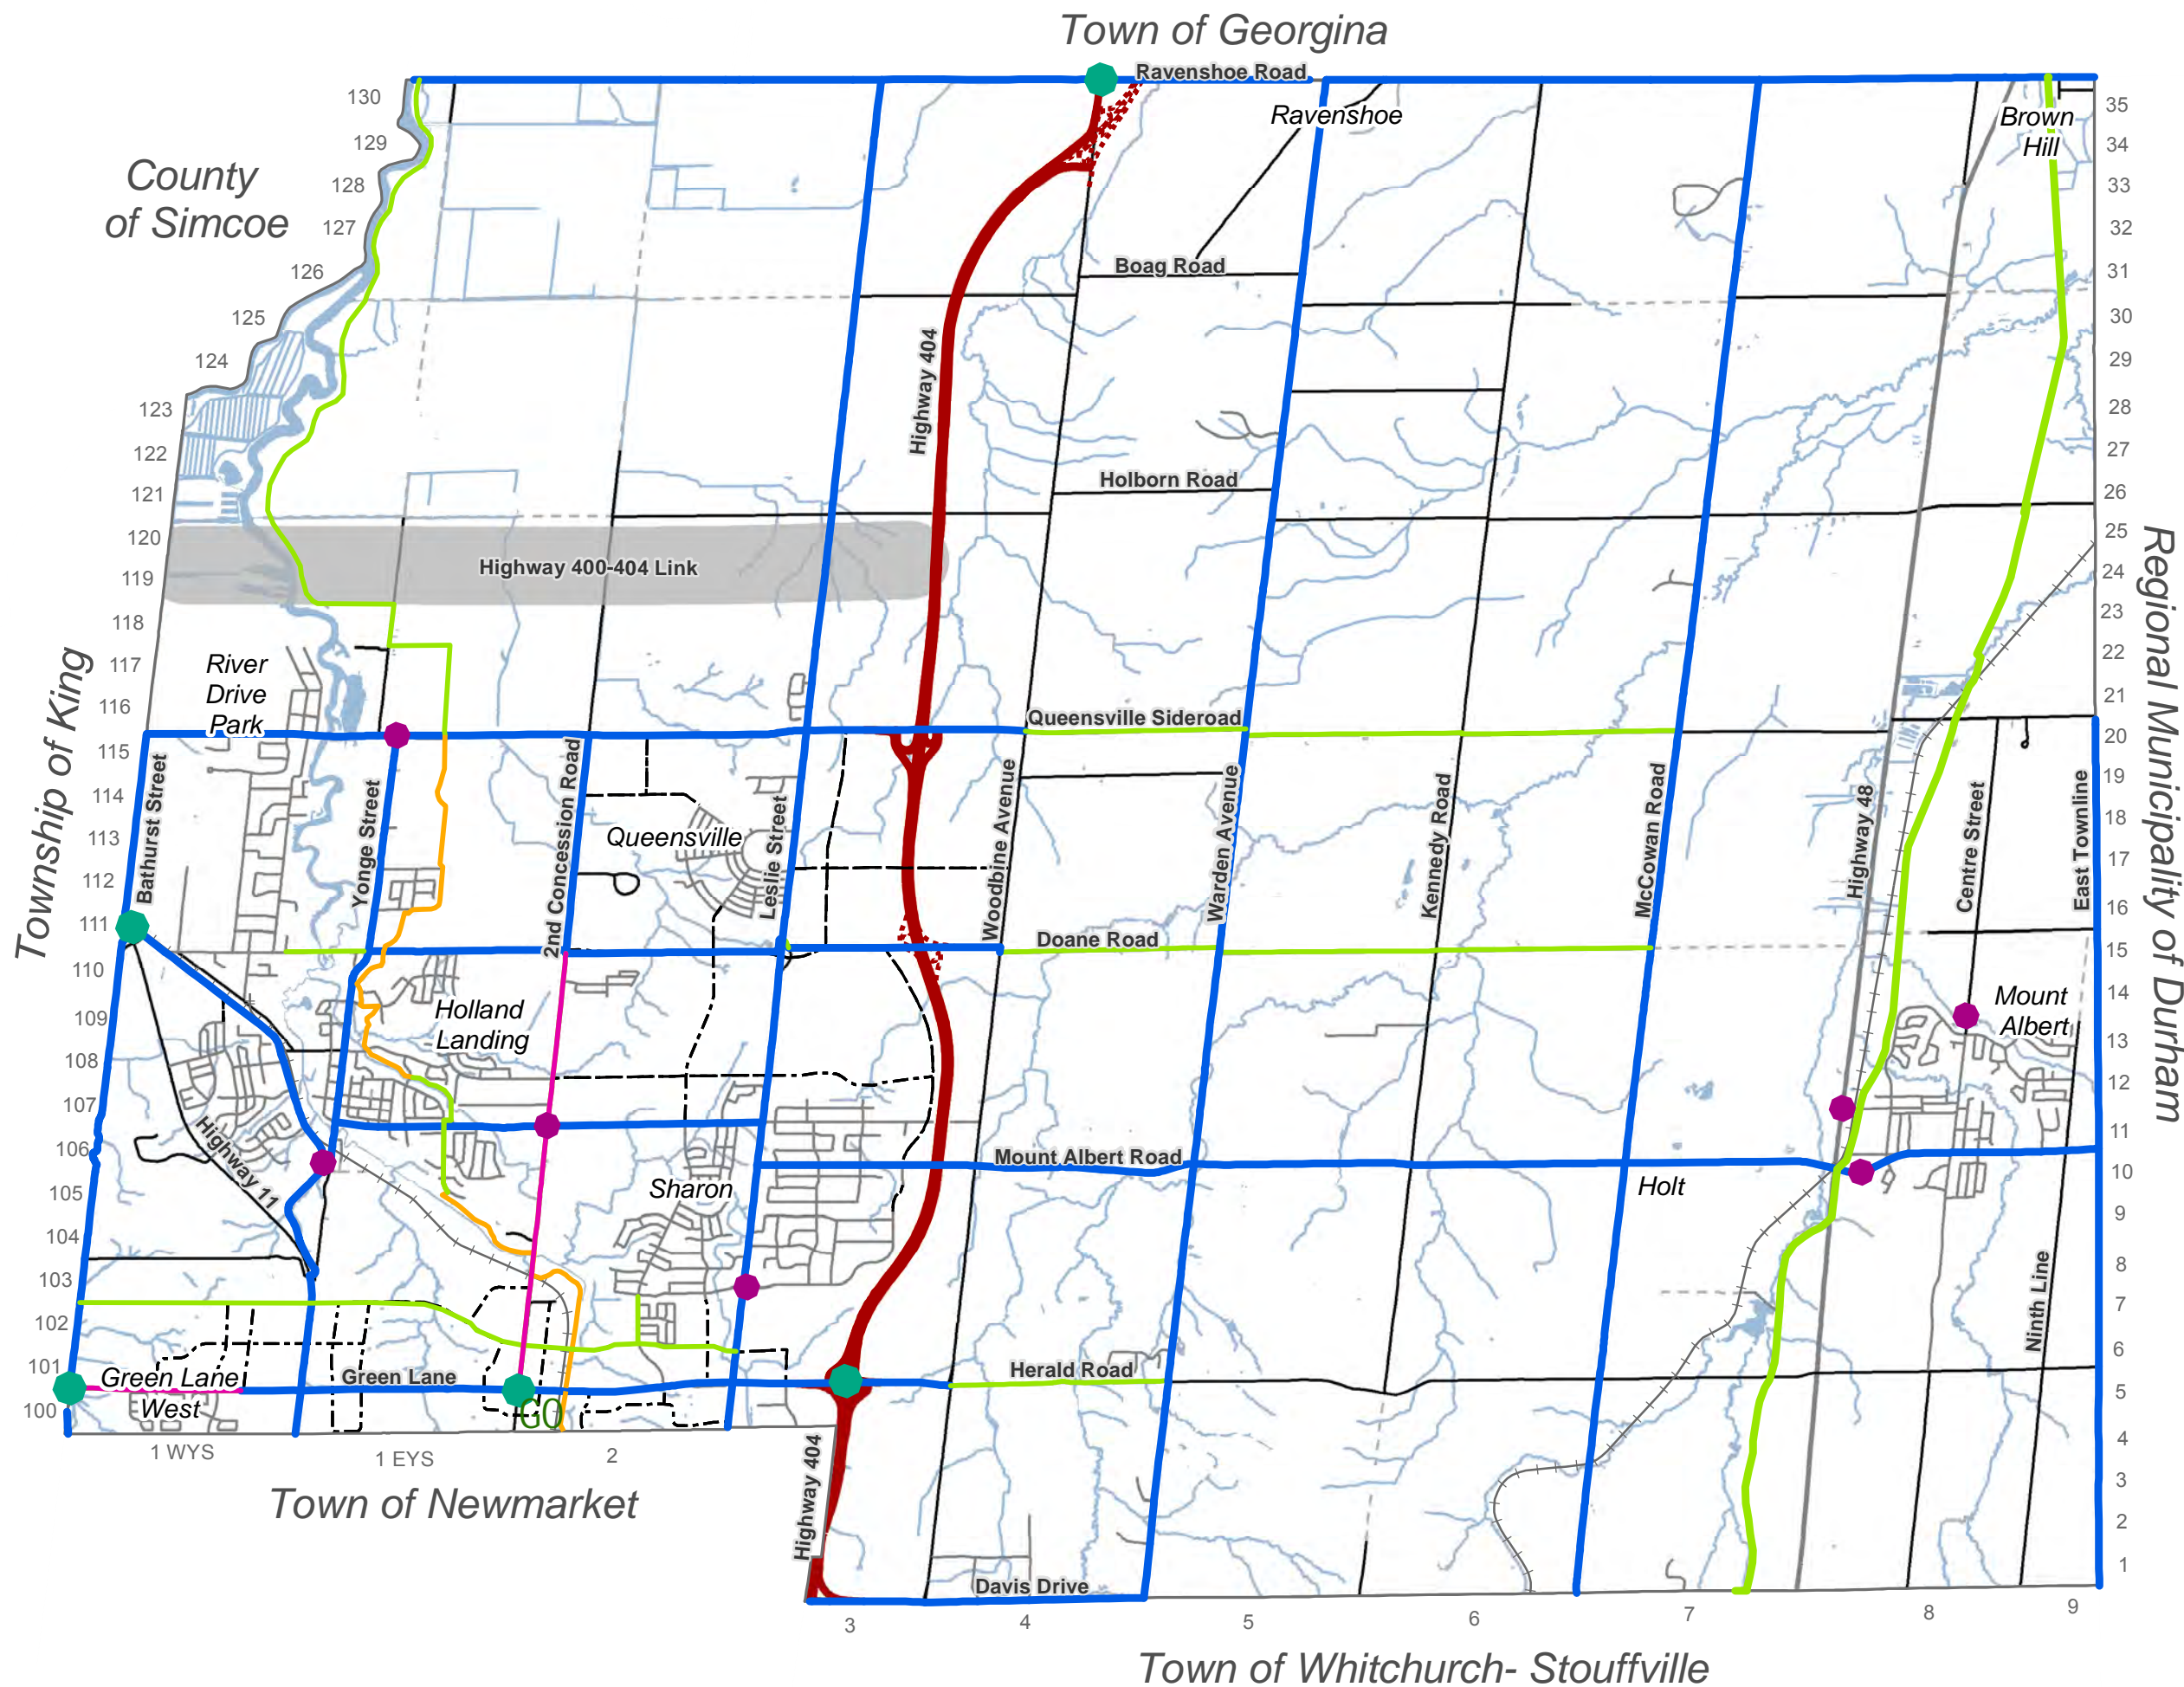 Town of Georgina
Ravenshoe Road
130
35
Ravenshoe
Brown
Hill
129
34
County
of Simcoe
128
33
127
32
126
Boag Road
31
125
30
124
Highway 404
29
123
28
122
27
121
Holborn Road
26
120
25
Highway 400-404 Link
119
24
118
23
River
Drive
Park
117
22
116
21
Queensville Sideroad
115
20
114
19
113
Queensville
18
112
17
111
16
Bathurst Street
Yonge Street
2nd Concession Road
Leslie Street
Woodbine Avenue
Warden Avenue
Kennedy Road
McCowan Road
Highway 48
Centre Street
East Townline
Township of King
Regional Municipality of Durham
Doane Road
110
15
Holland
Landing
109
14
Mount
Albert
108
13
107
12
Highway 11
106
11
Mount Albert Road
10
Sharon
Holt
105
9
104
8
103
7
102
6
Ninth Line
101
Green Lane
West
Green Lane
Herald Road
5
100
GO
1 WYS
1 EYS
2
4
3
Town of Newmarket
Highway 404
2
1
Davis Drive
3
4
5
6
7
8
9
Town of Whitchurch- Stouffville